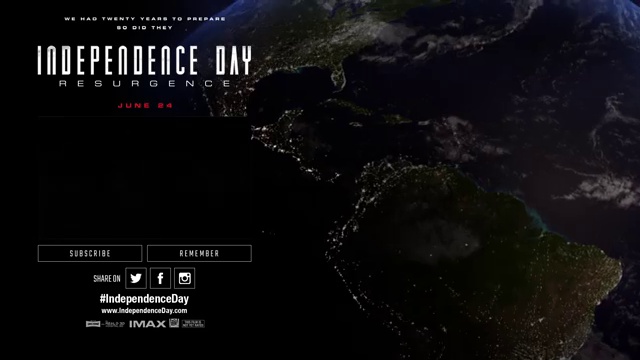 WE HAD TWENTY YEARS TO PREPARE
SO DID THEY
INDEPENDENCE DAY
RESURGENCE
JUNE 24
SUBSCRIBE
REMEMBER
SHARE ON
#IndependenceDay
www.IndependenceDay.com
IMAX